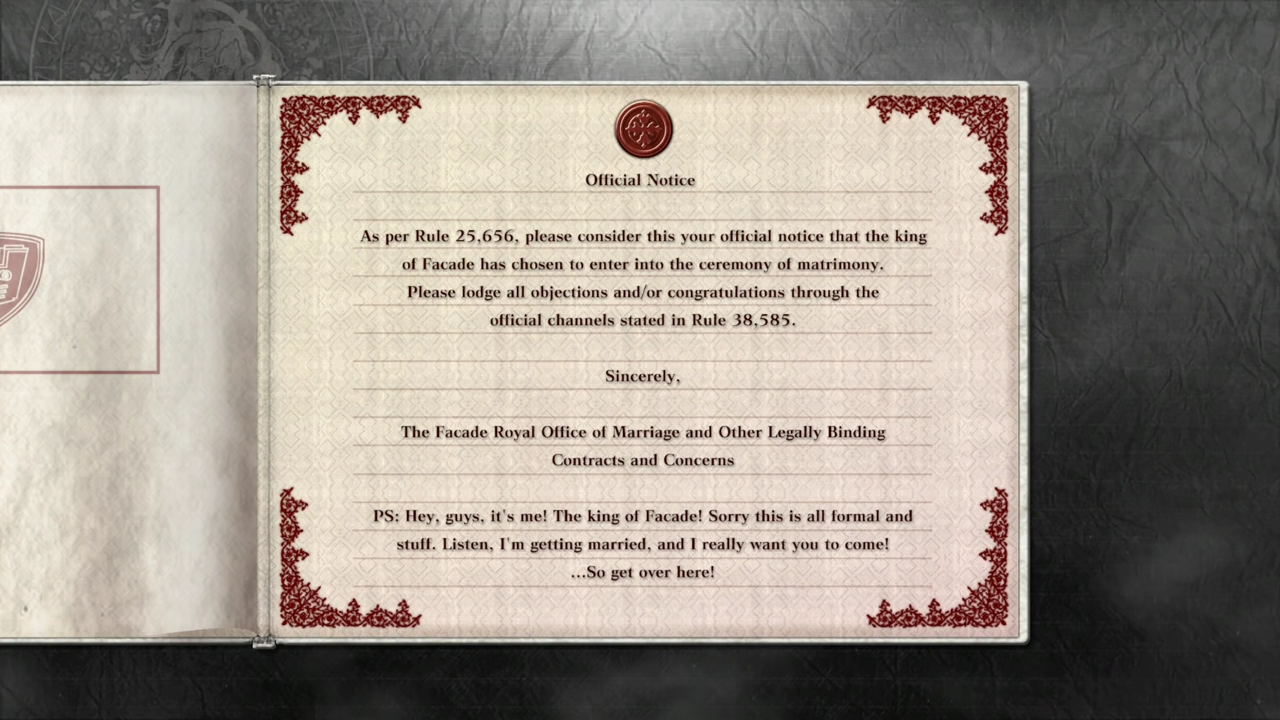 Official Notice
As per Rule 25,656, please consider this your official notice that the king
of Facade has chosen to enter into the ceremony of matrimony.
Please lodge all objections and/or congratulations through the
official channels stated in Rule 38,585.
Sincerely,
The Facade Royal Office of Marriage and Other Legally Binding
Contracts and Concerns
PS: Hey, guys, it's me! The king of Facade! Sorry this is all formal and
stuff. Listen, I'm getting married, and I really want you to come!
...So get over here!